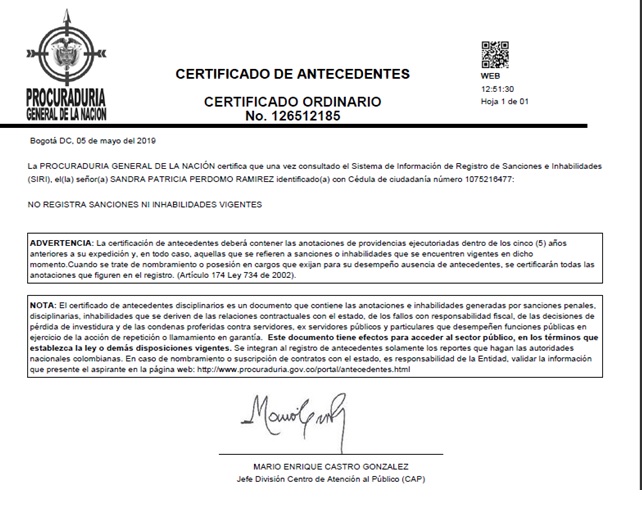 PROCURADURIA
GENERAL DE LA NACION
CERTIFICADO DE ANTECEDENTES
CERTIFICADO ORDINARIO
No. 126512185
WEB
12:51:30
Hoja 1 de 01
Bogotá DC, 05 de mayo del 2019
La PROCURADURIA GENERAL DE LA NACIÓN certifica que una vez consultado el Sistema de Información de Registro de Sanciones e Inhabilidades
(SIRI), el(la) señor(a) SANDRA PATRICIA PERDOMO RAMIREZ identificado(a) con Cédula de ciudadanía número 1075216477:
NO REGISTRA SANCIONES NI INHABILIDADES VIGENTES
ADVERTENCIA: La certificación de antecedentes deberá contener las anotaciones de providencias ejecutoriadas dentro de los cinco (5) años
anteriores a su expedición y, en todo caso, aquellas que se refieren a sanciones o inhabilidades que se encuentren vigentes en dicho
momento.Cuando se trate de nombramiento o posesión en cargos que exijan para su desempeño ausencia de antecedentes, se certificarán todas las
anotaciones que figuren en el registro. (Artículo 174 Ley 734 de 2002).
NOTA: El certificado de antecedentes disciplinarios es un documento que contiene las anotaciones e inhabilidades generadas por sanciones penales,
disciplinarias, inhabilidades que se deriven de las relaciones contractuales con el estado, de los fallos con responsabilidad fiscal, de las decisiones de
pérdida de investidura y de las condenas proferidas contra servidores, ex servidores públicos y particulares que desempeñen funciones públicas en
ejercicio de la acción de repetición o llamamiento en garantía. Este documento tiene efectos para acceder al sector público, en los términos que
establezca la ley o demás disposiciones vigentes. Se integran al registro de antecedentes solamente los reportes que hagan las autoridades
nacionales colombianas. En caso de nombramiento o suscripción de contratos con el estado, es responsabilidad de la Entidad, validar la información
que presente el aspirante en la página web: http://www.procuraduria.gov.co/portal/antecedentes.html
MARIO ENRIQUE CASTRO GONZALEZ
Jefe División Centro de Atención al Público (CAP)